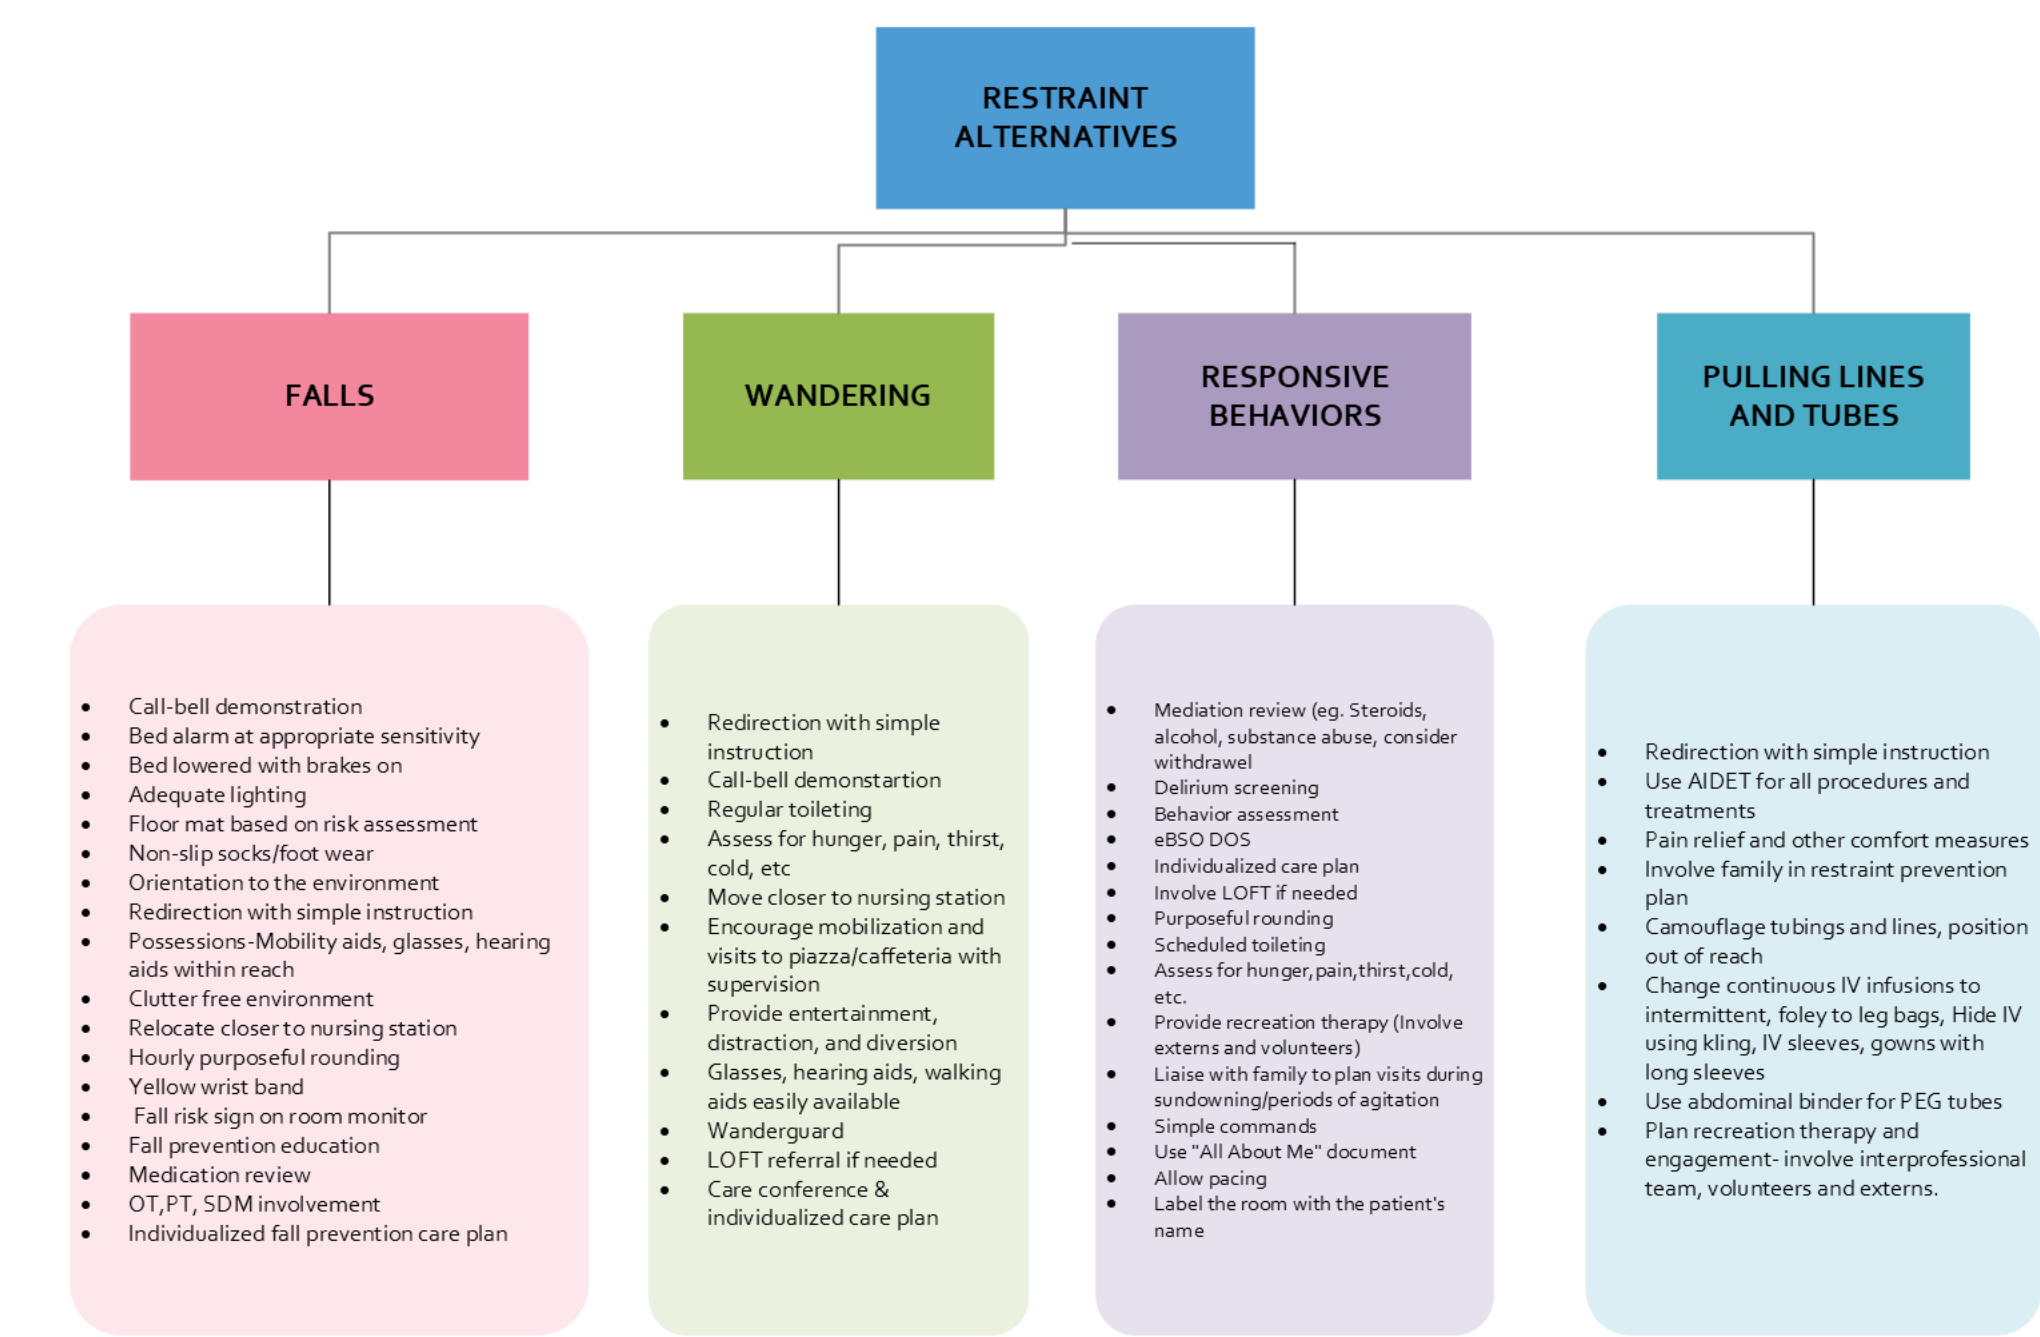 RESTRAINT
ALTERNATIVES
FALLS
WANDERING
RESPONSIVE
BEHAVIORS
PULLING LINES
AND TUBES
• Call-bell demonstration
• Bed alarm at appropriate sensitivity
• Bed lowered with brakes on
• Adequate lighting
• Floor mat based on risk assessment
• Non-slip socks/foot wear
• Orientation to the environment
• Redirection with simple instruction
• Possessions-Mobility aids, glasses, hearing
aids within reach
• Clutter free environment
• Relocate closer to nursing station
• Hourly purposeful rounding
• Yellow wrist band
• Fall risk sign on room monitor
• Fall prevention education
• Medication review
• OT,PT, SDM involvement
• Individualized fall prevention care plan
• Redirection with simple
instruction
• Call-bell demonstartion
• Regular toileting
• Assess for hunger, pain, thirst,
cold, etc
• Move closer to nursing station
• Encourage mobilization and
visits to piazza/caffeteria with
supervision
• Provide entertainment,
distraction, and diversion
• Glasses, hearing aids, walking
aids easily available
• Wanderguard
• LOFT referral if needed
• Care conference &
individualized care plan
• Mediation review (eg. Steroids,
alcohol, substance abuse, consider
withdrawel
• Delirium screening
• Behavior assessment
• eBSO DOS
• Individualized care plan
• Involve LOFT if needed
• Purposeful rounding
• Scheduled toileting
• Assess for hunger,pain,thirst,cold,
etc.
• Provide recreation therapy (Involve
externs and volunteers)
• Liaise with family to plan visits during
sundowning/periods of agitation
• Simple commands
• Use "All About Me" document
• Allow pacing
• Label the room with the patient's
name
• Redirection with simple instruction
• Use AIDET for all procedures and
treatments
• Pain relief and other comfort measures
• Involve family in restraint prevention
plan
• Camouflage tubings and lines, position
out of reach
• Change continuous IV infusions to
intermittent, foley to leg bags, Hide IV
using kling, IV sleeves, gowns with
long sleeves
• Use abdominal binder for PEG tubes
• Plan recreation therapy and
engagement- involve interprofessional
team, volunteers and externs.